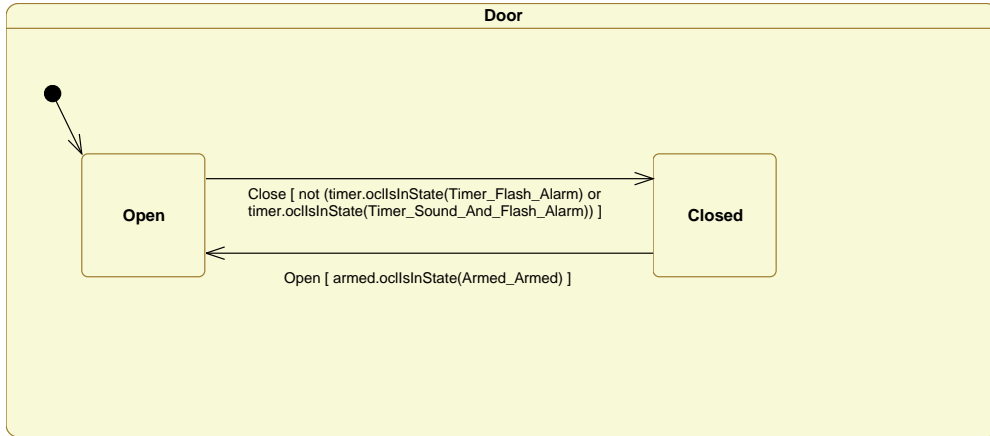 Door
Close [ not (timer.oclIsInState(Timer_Flash_Alarm) or
timer.oclIsInState(Timer_Sound_And_Flash_Alarm)) ]
Open
Closed
Open [ armed.oclIsInState(Armed_Armed) ]